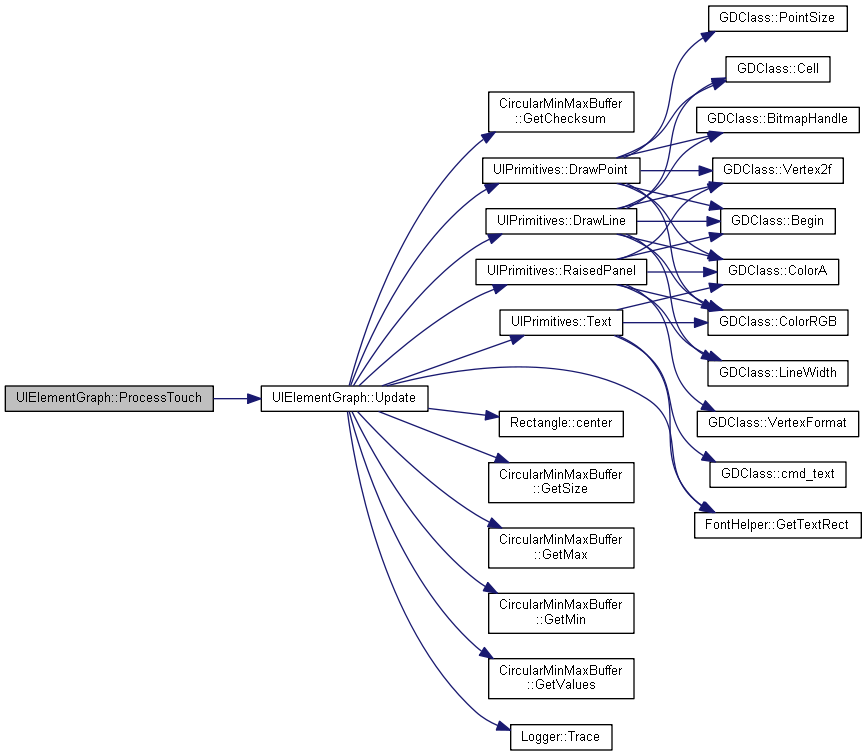 UIElementGraph::ProcessTouch
UIElementGraph::Update
CircularMinMaxBuffer
::GetChecksum
UIPrimitives::DrawPoint
UIPrimitives::DrawLine
UIPrimitives::RaisedPanel
UIPrimitives::Text
Rectangle::center
CircularMinMaxBuffer
::GetSize
CircularMinMaxBuffer
::GetMax
CircularMinMaxBuffer
::GetMin
CircularMinMaxBuffer
::GetValues
Logger::Trace
GDClass::PointSize
GDClass::Cell
GDClass::BitmapHandle
GDClass::Vertex2f
GDClass::Begin
GDClass::ColorA
GDClass::ColorRGB
GDClass::LineWidth
GDClass::VertexFormat
GDClass::cmd_text
FontHelper::GetTextRect